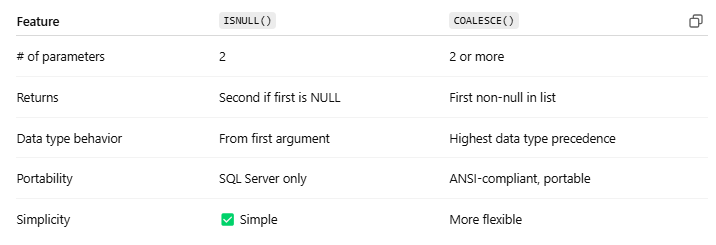 Feature ISNULL() COALESCE()
# of parameters 2 2 or more
Returns Second if first is NULL First non-null in list
Data type behavior From first argument Highest data type precedence
Portability SQL Server only ANSI-compliant, portable
Simplicity ✅ Simple More flexible